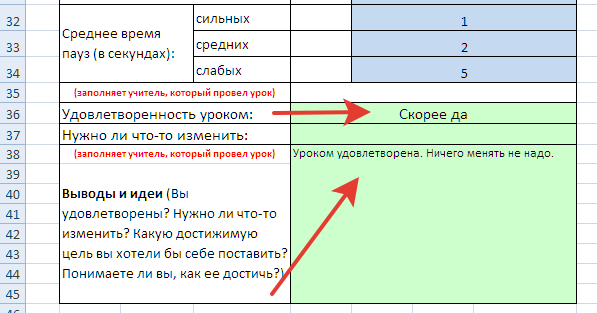 32 сильных 1
33 Среднее время пауз (в секундах): средних 2
34 слабых 5
35 (заполняет учитель, который провел урок)
36 Удовлетворенность уроком: Скорее да
37 Нужно ли что-то изменить:
38 (заполняет учитель, который провел урок) Уроком удовлетворена. Ничего менять не надо.
39
40 Выводы и идеи (Вы
41 удовлетворены? Нужно ли что-то
42 изменить? Какую достижимую
43 цель вы хотели бы себе поставить?
44 Понимаете ли вы, как ее достичь?)
45
46